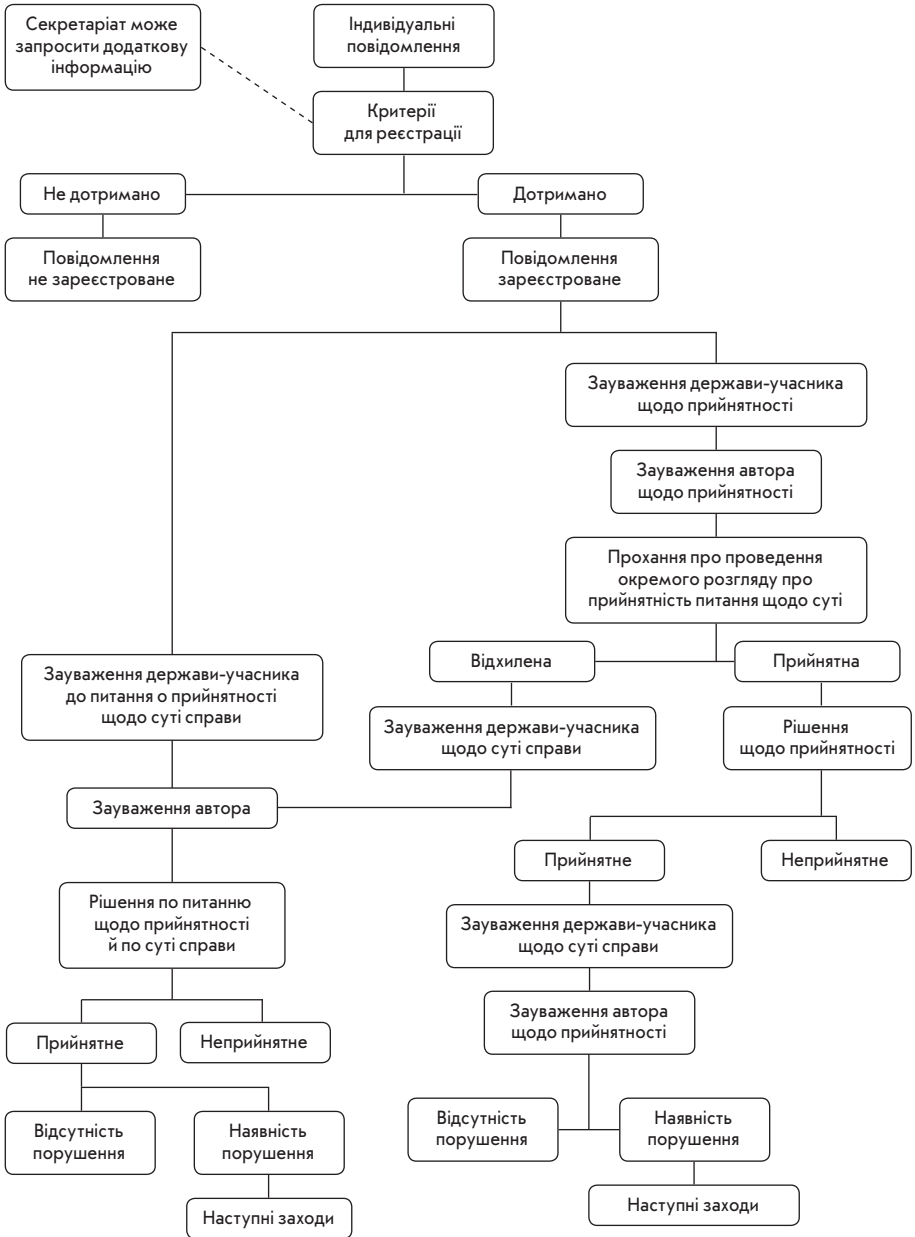 Секретаріат може
запросити додаткову
інформацію
Індивідуальні
повідомлення
Критерії
для реєстрації
Не дотримано
Дотримано
Повідомлення
не зареєстроване
Повідомлення
зареєстроване
Зауваження держави-учасника
щодо прийнятності
Зауваження автора
щодо прийнятності
Прохання про проведення
окремого розгляду про
прийнятність питання щодо суті
Відхилена
Прийнятна
Зауваження держави-учасника
до питання о прийнятності
щодо суті справи
Зауваження держави-учасника
щодо суті справи
Рішення
щодо прийнятності
Зауваження автора
Прийнятне
Неприйнятне
Рішення по питанню
щодо прийнятності
й по суті справи
Зауваження держави-учасника
щодо суті справи
Зауваження автора
щодо прийнятності
Прийнятне
Неприйнятне
Відсутність
порушення
Наявність
порушення
Відсутність
порушення
Наявність
порушення
Наступні заходи
Наступні заходи